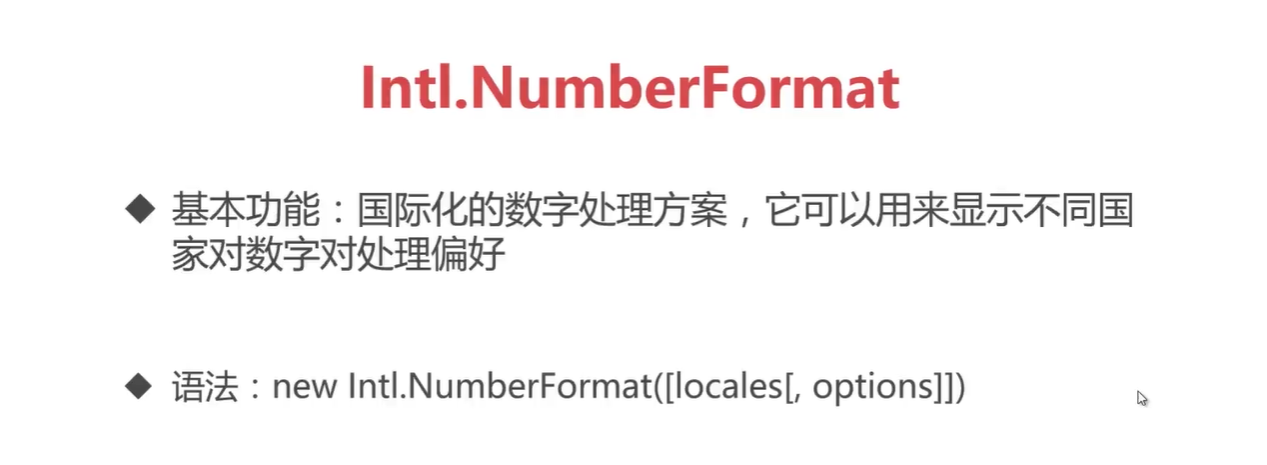 Intl.NumberFormat
◆ 基本功能：国际化的数字处理方案，它可以用来显示不同国
家对数字对处理偏好
◆ 语法：new Intl.NumberFormat([locales[, options]])